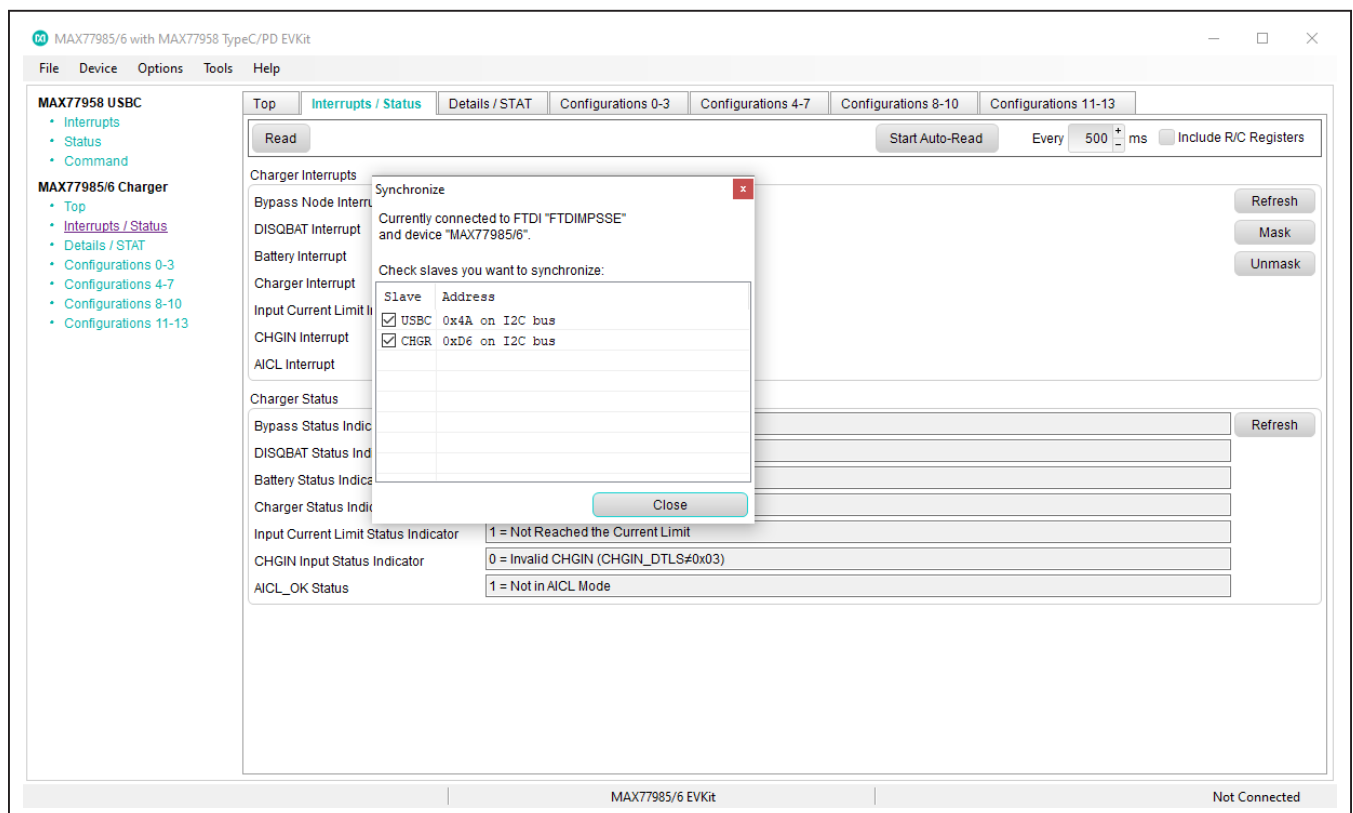 MAX77985/6 with MAX77958 TypeC/PD EVKit
File Device Options Tools Help
MAX77958 USBC
• Interrupts
• Status
• Command
MAX77985/6 Charger
• Top
• Interrupts / Status
• Details / STAT
• Configurations 0-3
• Configurations 4-7
• Configurations 8-10
• Configurations 11-13
Top Interrupts / Status Details / STAT Configurations 0-3 Configurations 4-7 Configurations 8-10 Configurations 11-13
Read Start Auto-Read Every 500 ms Include R/C Registers
Charger Interrupts
Bypass Node
DISQBAT Interrupt
Battery Interrupt
Charger Interrupt
Input Current Limit
CHGIN Interrupt
AICL Interrupt
Refresh
Mask
Unmask
Synchronize x
Currently connected to FTDI "FTDIMPSSE"
and device "MAX77985/6".
Check slaves you want to synchronize:
Slave Address
USBC 0x4A on I2C bus
CHGR 0xD6 on I2C bus
Close
Charger Status
Bypass Status
DISQBAT Status
Battery Status
Charger Status
Refresh
Input Current Limit Status Indicator 1 = Not Reached the Current Limit
CHGIN Input Status Indicator 0 = Invalid CHGIN (CHGIN_DTLS≠0x03)
AICL_OK Status 1 = Not in AICL Mode
MAX77985/6 EVKit Not Connected